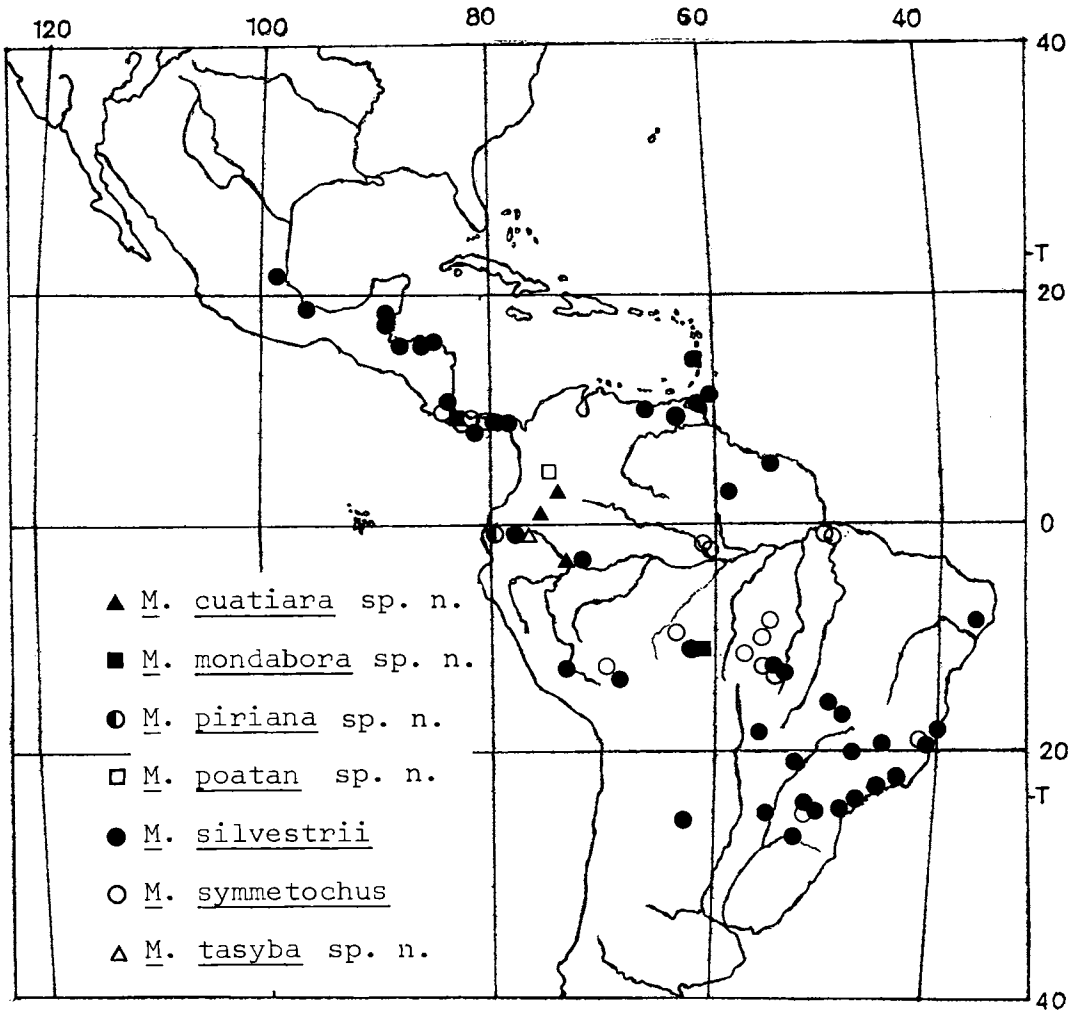 120 100 80 60 40
40
T
20
0
▲ M. cuatiara sp. n.
■ M. mondabora sp. n.
◐ M. piriana sp. n.
□ M. poatan sp. n.
● M. silvestrii
○ M. symmetochus
△ M. tasyba sp. n.
20
T
40